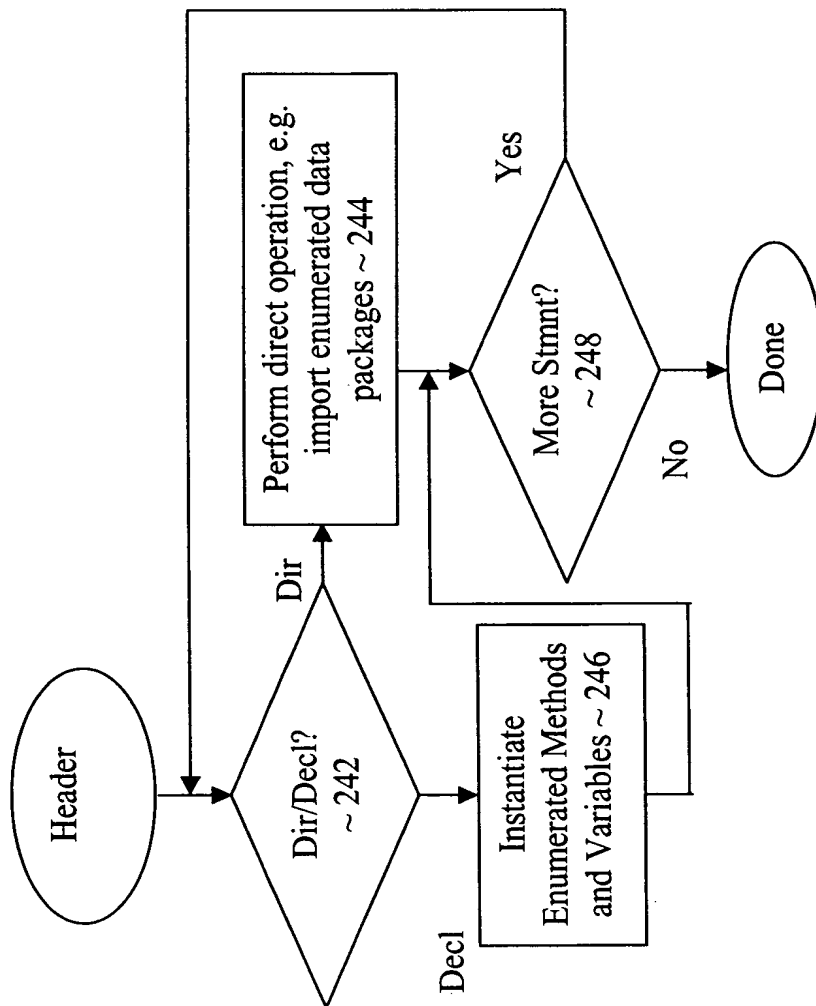 Header
Dir/Decl?
~ 242
Dir
Perform direct operation, e.g.
import enumerated data
packages ~ 244
Decl
Instantiate
Enumerated Methods
and Variables ~ 246
More Stmnt?
~ 248
Yes
No
Done